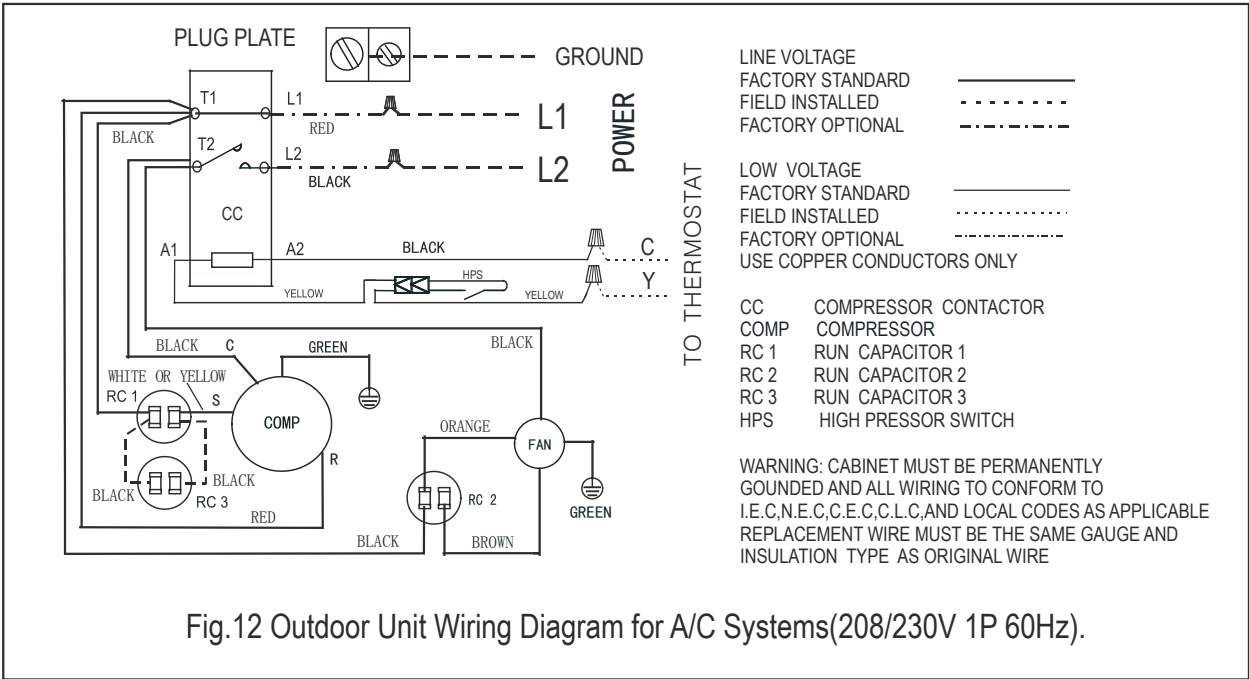 PLUG PLATE
GROUND
T1
L1
RED
L1
BLACK
T2
L2
BLACK
L2
POWER
CC
A1
A2
BLACK
C
HPS
YELLOW
YELLOW
Y
TO THERMOSTAT
BLACK
C
GREEN
BLACK
WHITE OR YELLOW
RC 1
S
COMP
R
ORANGE
FAN
BLACK
BLACK
RC 3
RC 2
GREEN
RED
BLACK
BROWN
LINE VOLTAGE
FACTORY STANDARD
FIELD INSTALLED
FACTORY OPTIONAL
LOW VOLTAGE
FACTORY STANDARD
FIELD INSTALLED
FACTORY OPTIONAL
USE COPPER CONDUCTORS ONLY
CC COMPRESSOR CONTACTOR
COMP COMPRESSOR
RC 1 RUN CAPACITOR 1
RC 2 RUN CAPACITOR 2
RC 3 RUN CAPACITOR 3
HPS HIGH PRESSOR SWITCH
WARNING: CABINET MUST BE PERMANENTLY
GOUNDED AND ALL WIRING TO CONFORM TO
I.E.C,N.E.C,C.E.C,C.L.C,AND LOCAL CODES AS APPLICABLE
REPLACEMENT WIRE MUST BE THE SAME GAUGE AND
INSULATION TYPE AS ORIGINAL WIRE
Fig.12 Outdoor Unit Wiring Diagram for A/C Systems(208/230V 1P 60Hz).